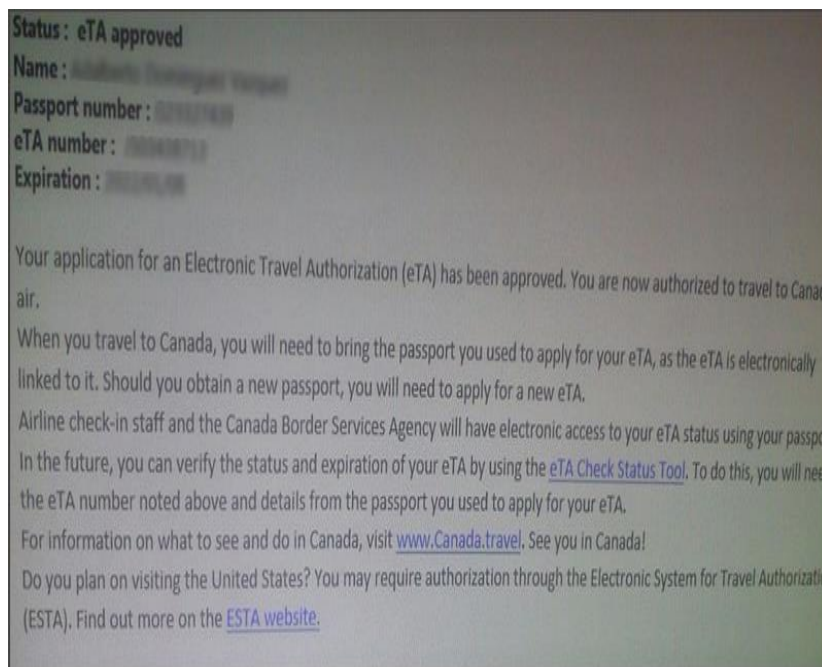 Status : eTA approved
Name :
Passport number :
eTA number :
Expiration :
Your application for an Electronic Travel Authorization (eTA) has been approved. You are now authorized to travel to Canad
air.
When you travel to Canada, you will need to bring the passport you used to apply for your eTA, as the eTA is electronically
linked to it. Should you obtain a new passport, you will need to apply for a new eTA.
Airline check-in staff and the Canada Border Services Agency will have electronic access to your eTA status using your passpo
In the future, you can verify the status and expiration of your eTA by using the eTA Check Status Tool. To do this, you will nee
the eTA number noted above and details from the passport you used to apply for your eTA.
For information on what to see and do in Canada, visit www.Canada.travel. See you in Canada!
Do you plan on visiting the United States? You may require authorization through the Electronic System for Travel Authorizati
(ESTA). Find out more on the ESTA website.